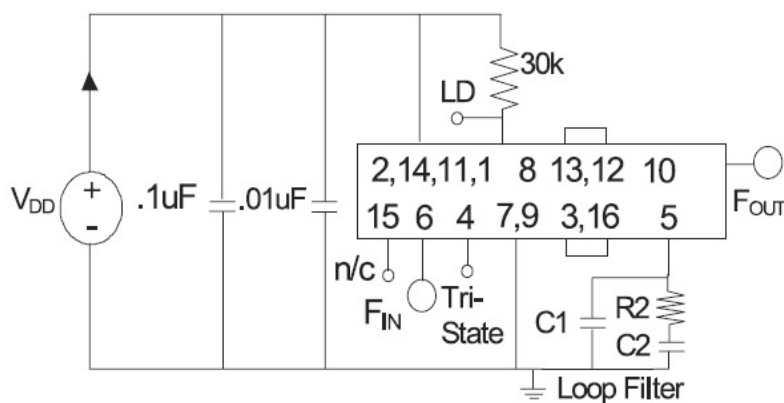 30k
LD
2,14,11,1 8 13,12 10
VDD
.1uF
.01uF
15 6 4 7,9 3,16 5
FOUT
n/c
FIN
Tri-
State
C1
R2
C2
Loop Filter
+
-